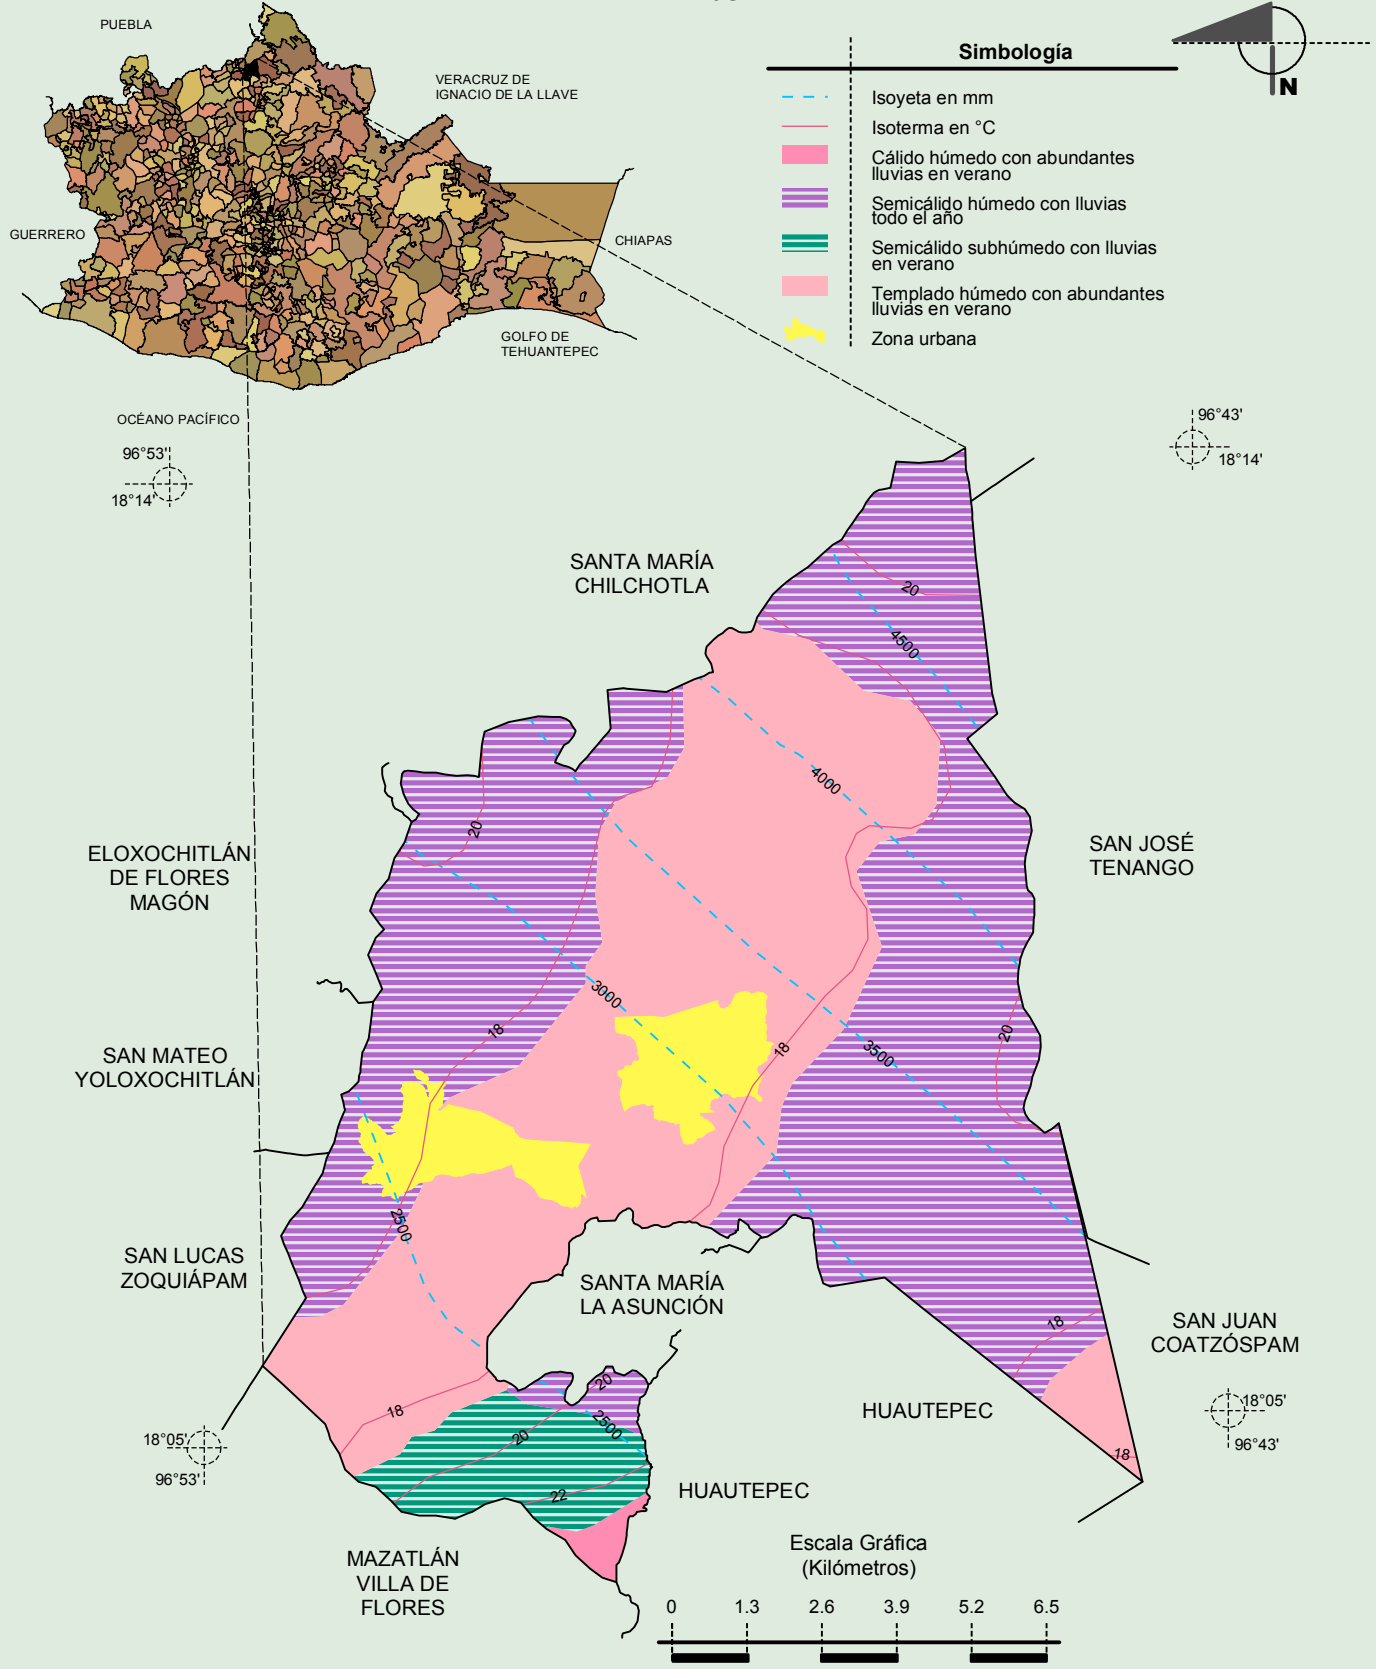 PUEBLA
VERACRUZ DE
IGNACIO DE LA LLAVE
GUERRERO
CHIAPAS
GOLFO DE
TEHUANTEPEC
OCÉANO PACÍFICO
Simbología
Isoyeta en mm
Isoterma en °C
Cálido húmedo con abundantes
lluvias en verano
Semicálido húmedo con lluvias
todo el año
Semicálido subhúmedo con lluvias
en verano
Templado húmedo con abundantes
lluvias en verano
Zona urbana
N
96°53'
18°14'
96°43'
18°14'
SANTA MARÍA
CHILCHOTLA
20
4500
4000
20
ELOXOCHITLÁN
DE FLORES
MAGÓN
SAN JOSÉ
TENANGO
3000
18
18
3500
20
SAN MATEO
YOLOXOCHITLÁN
2500
SAN LUCAS
ZOQUIÁPAM
SANTA MARÍA
LA ASUNCIÓN
18
SAN JUAN
COATZÓSPAM
20
18
2500
20
HUAUTEPEC
18°05'
96°43'
18°05'
96°53'
18
22
HUAUTEPEC
MAZATLÁN
VILLA DE
FLORES
Escala Gráfica
(Kilómetros)
0 1.3 2.6 3.9 5.2 6.5